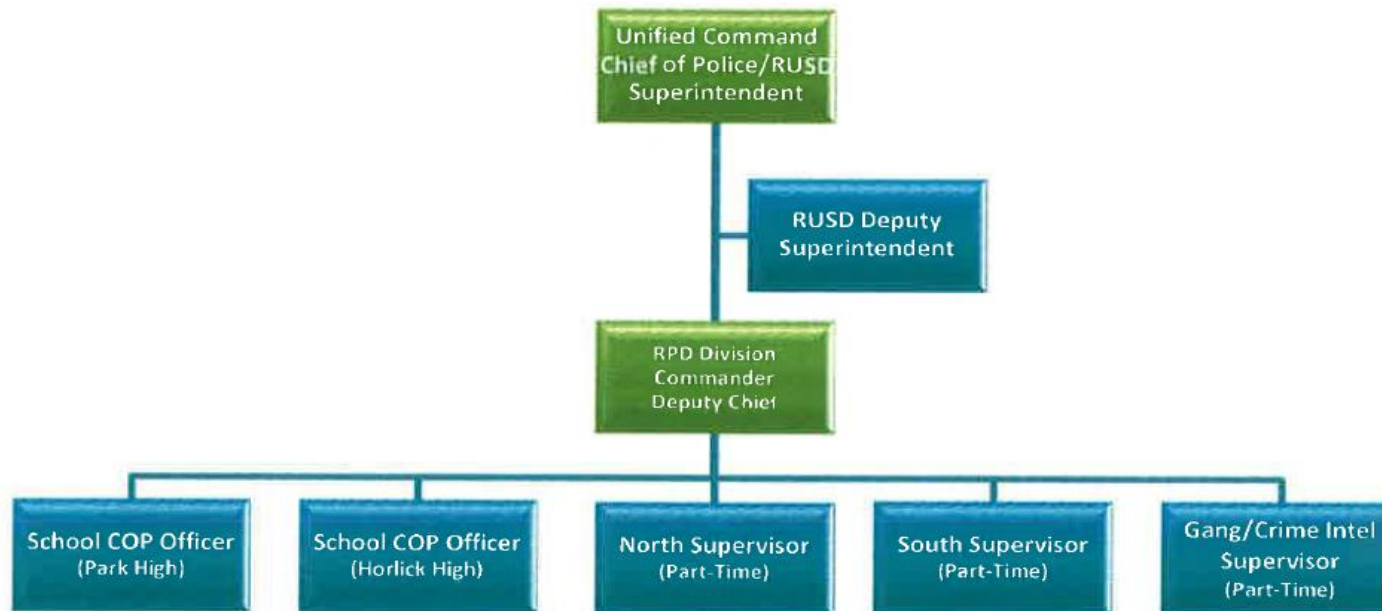 Unified Command
Chief of Police/RUSD
Superintendent
RUSD Deputy
Superintendent
RPD Division
Commander
Deputy Chief
School COP Officer
(Park High)
School COP Officer
(Horlick High)
North Supervisor
(Part-Time)
South Supervisor
(Part-Time)
Gang/Crime Intel
Supervisor
(Part-Time)